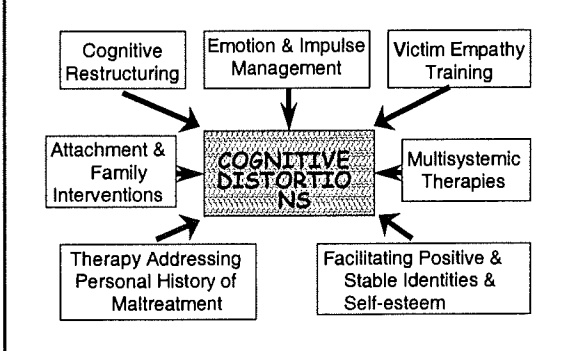 Cognitive
Restructuring
Emotion & Impulse
Management
Victim Empathy
Training
Attachment &
Family
Interventions
COGNITIVE
DISTORTIO
NS
Multisystemic
Therapies
Therapy Addressing
Personal History of
Maltreatment
Facilitating Positive &
Stable Identities &
Self-esteem